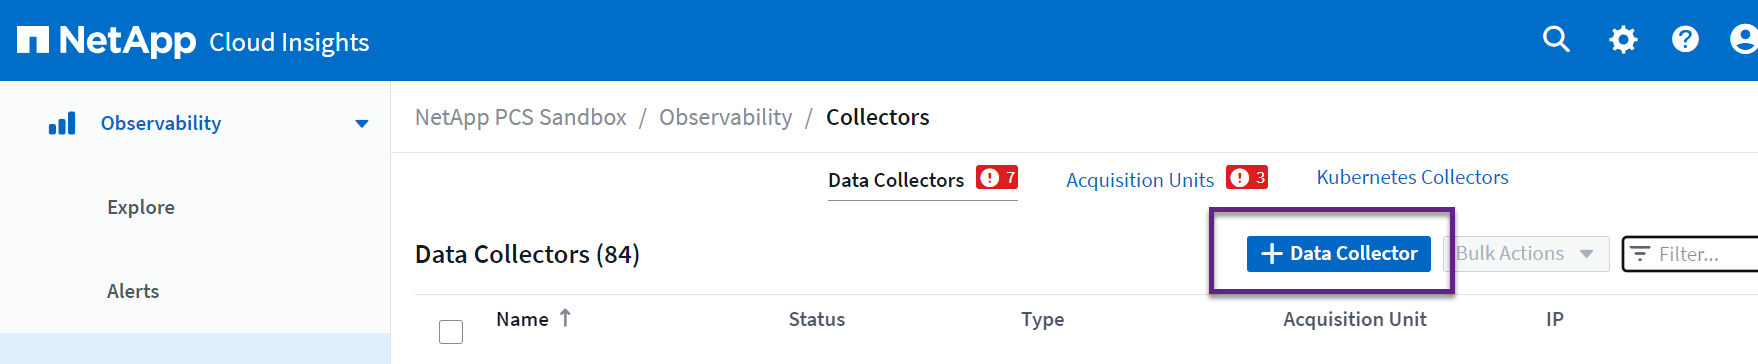 NetApp Cloud Insights
Observability
Explore
Alerts
NetApp PCS Sandbox / Observability / Collectors
Data Collectors 7 Acquisition Units 3 Kubernetes Collectors
Data Collectors (84) + Data Collector Bulk Actions Filter...
Name ↑ Status Type Acquisition Unit IP